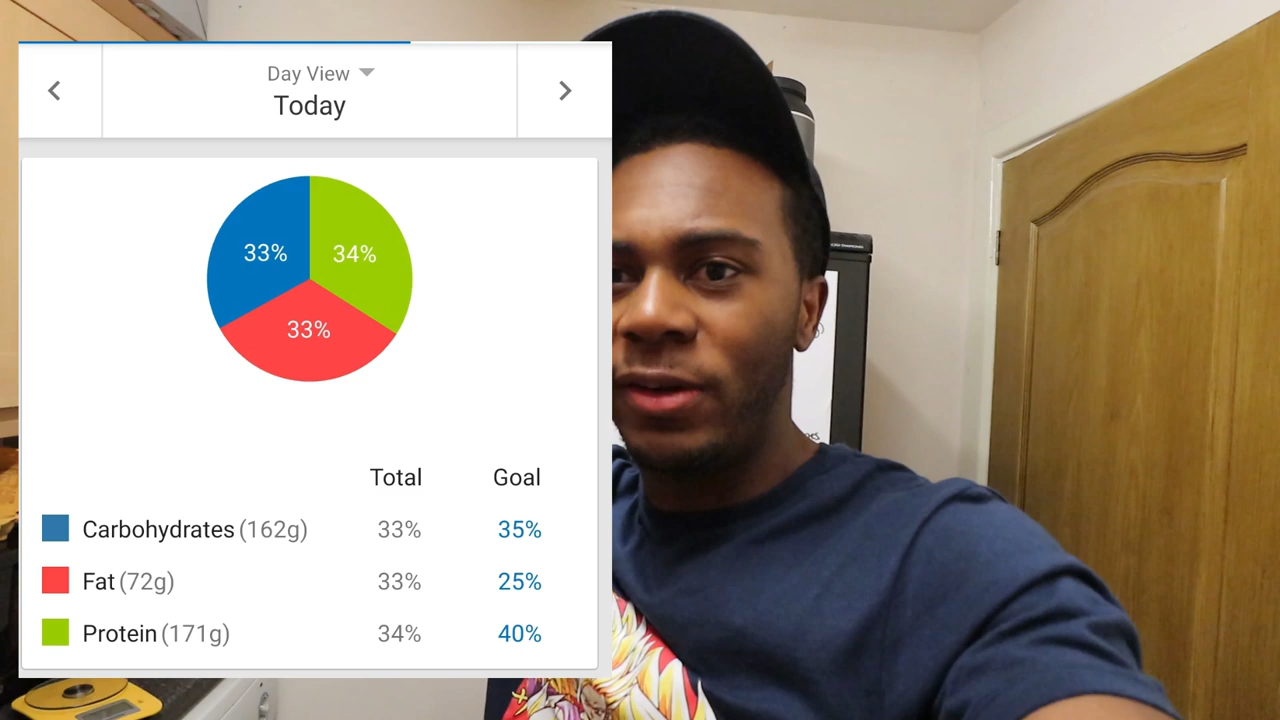 Day View
Today
33%
34%
33%
Total Goal
Carbohydrates (162g) 33% 35%
Fat (72g) 33% 25%
Protein (171g) 34% 40%